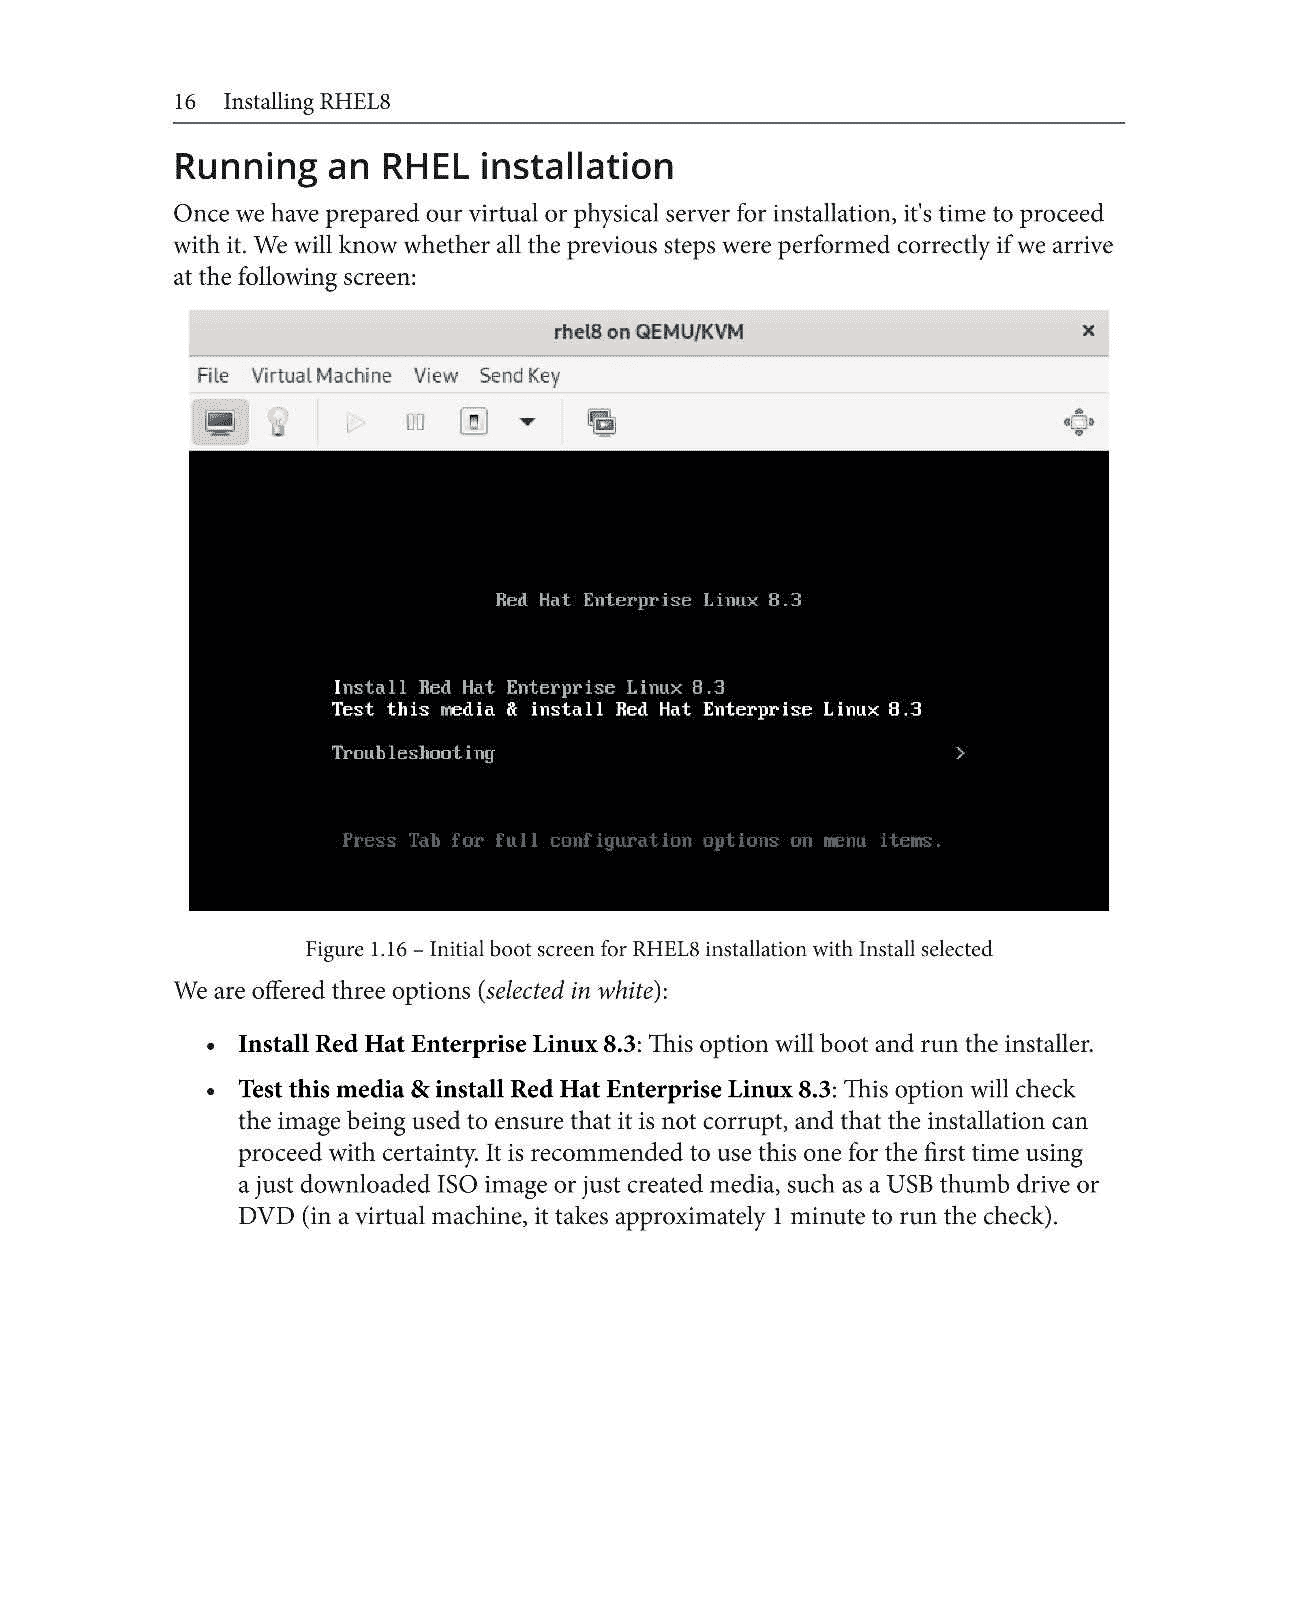 16 Installing RHEL8
Running an RHEL installation
Once we have prepared our virtual or physical server for installation, it's time to proceed
with it. We will know whether all the previous steps were performed correctly if we arrive
at the following screen:
rhel8 on QEMU/KVM
File Virtual Machine View Send Key
Red Hat Enterprise Linux 8.3
Install Red Hat Enterprise Linux 8.3
Test this media & install Red Hat Enterprise Linux 8.3
Troubleshooting >
Press Tab for full configuration options on menu items.
Figure 1.16 – Initial boot screen for RHEL8 installation with Install selected
We are offered three options (selected in white):
• Install Red Hat Enterprise Linux 8.3: This option will boot and run the installer.
• Test this media & install Red Hat Enterprise Linux 8.3: This option will check
the image being used to ensure that it is not corrupt, and that the installation can
proceed with certainty. It is recommended to use this one for the first time using
a just downloaded ISO image or just created media, such as a USB thumb drive or
DVD (in a virtual machine, it takes approximately 1 minute to run the check).